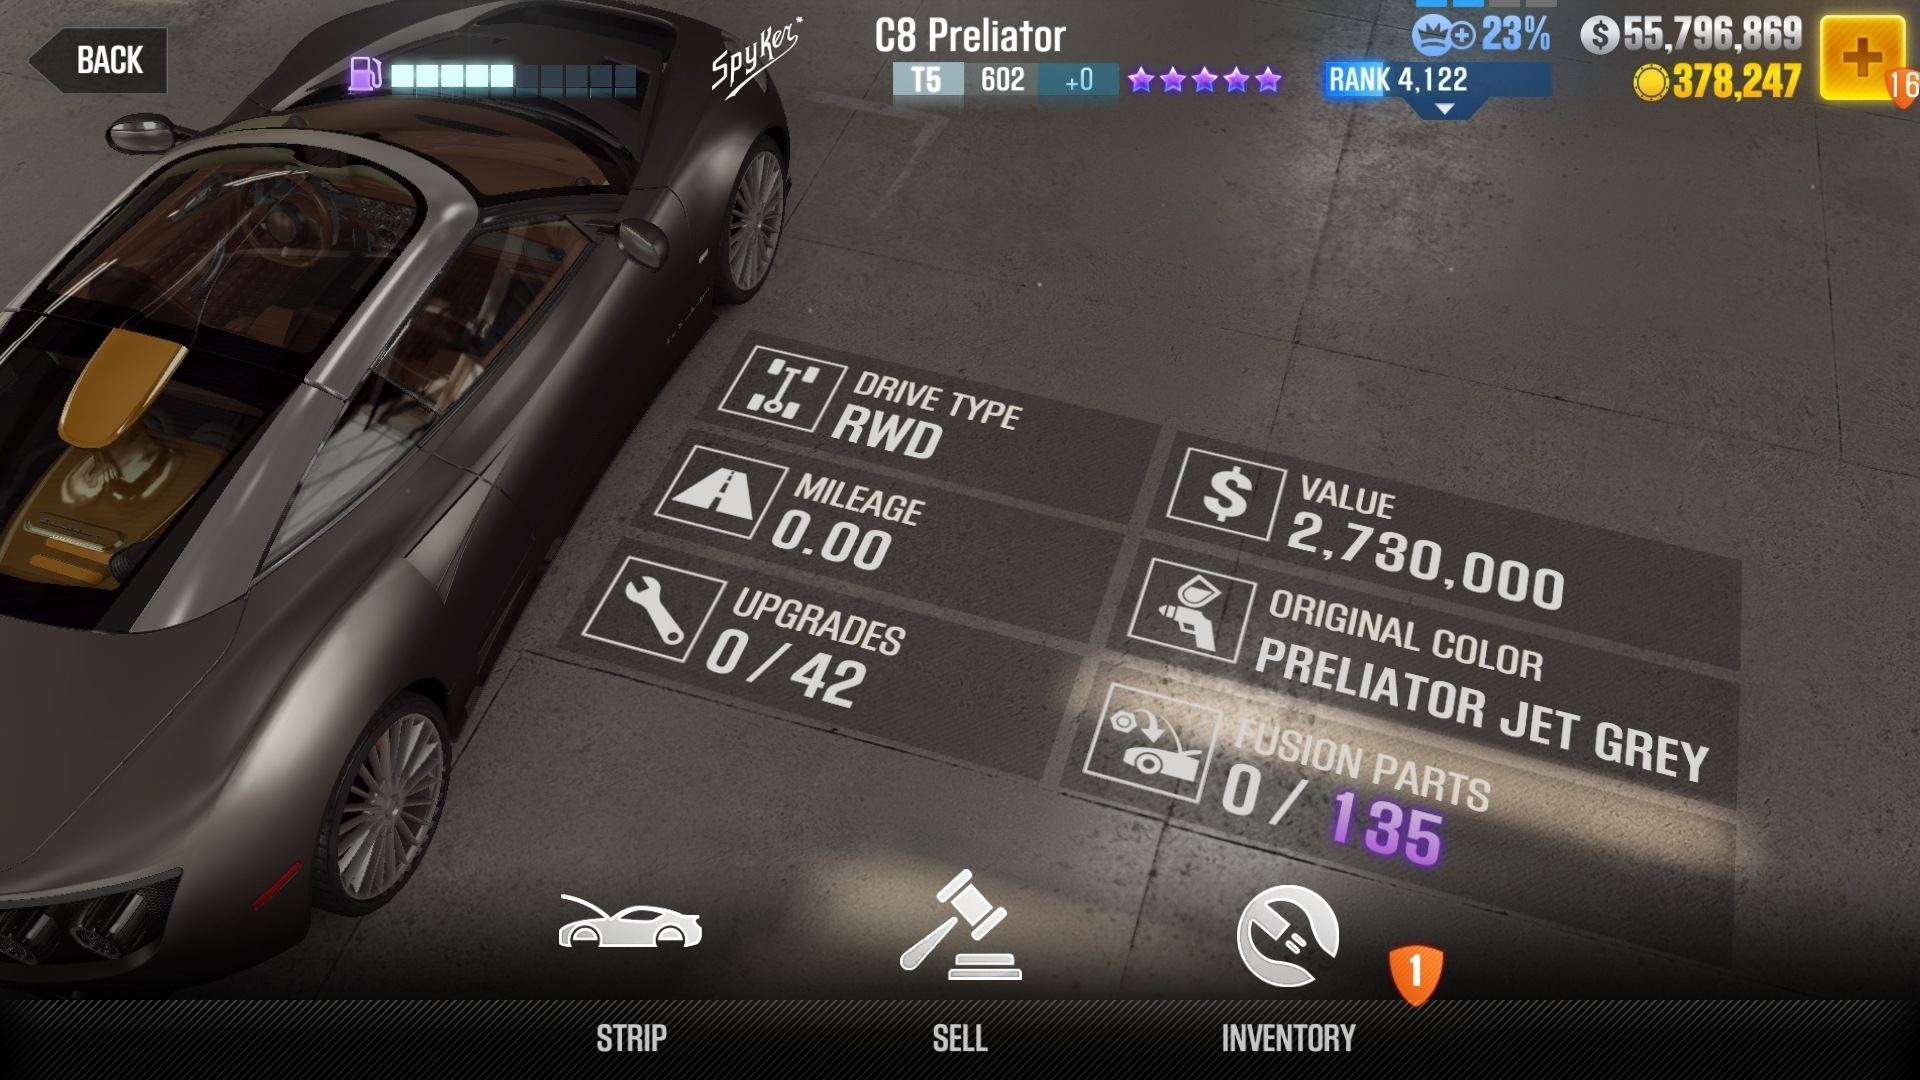 BACK
Spyker
C8 Preliator
T5 602 +0
RANK 4,122
23%
$ 55,796,869
378,247
16
DRIVE TYPE
RWD
MILEAGE
0.00
UPGRADES
0/42
$ VALUE
2,730,000
ORIGINAL COLOR
PRELIATOR JET GREY
FUSION PARTS
0/135
1
STRIP
SELL
INVENTORY